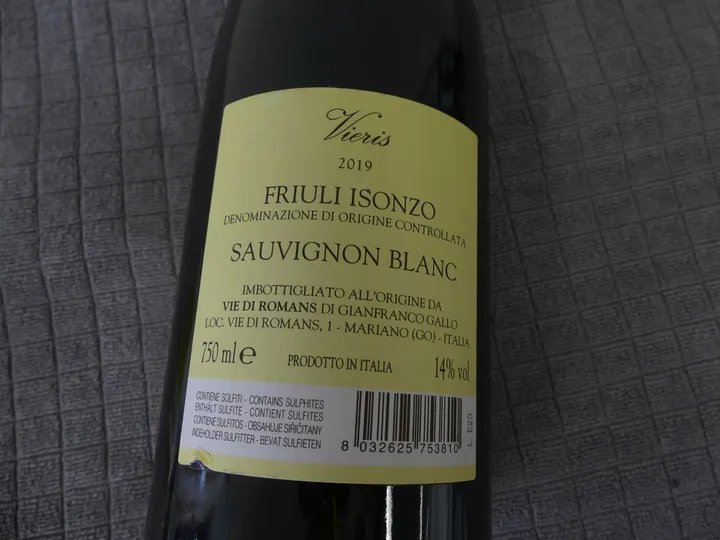 Vieris
2019
FRIULI ISONZO
DENOMINAZIONE DI ORIGINE CONTROLLATA
SAUVIGNON BLANC
IMBOTTIGLIATO ALL'ORIGINE DA
VIE DI ROMANS DI GIANFRANCO GALLO
LOC. VIE DI ROMANS, 1 - MARIANO (GO) - ITALIA
750 ml e PRODOTTO IN ITALIA 14% vol
CONTIENE SOLFITI - CONTAINS SULPHITES
ENTHÄLT SULFITE - CONTIENT SULFITES
CONTIENE SULFITOS - OBSAHUJE SIŘIČITANY
INDEHOLDER SULFITTER - BEVAT SULFIETEN
8 032625 753810
L. E20